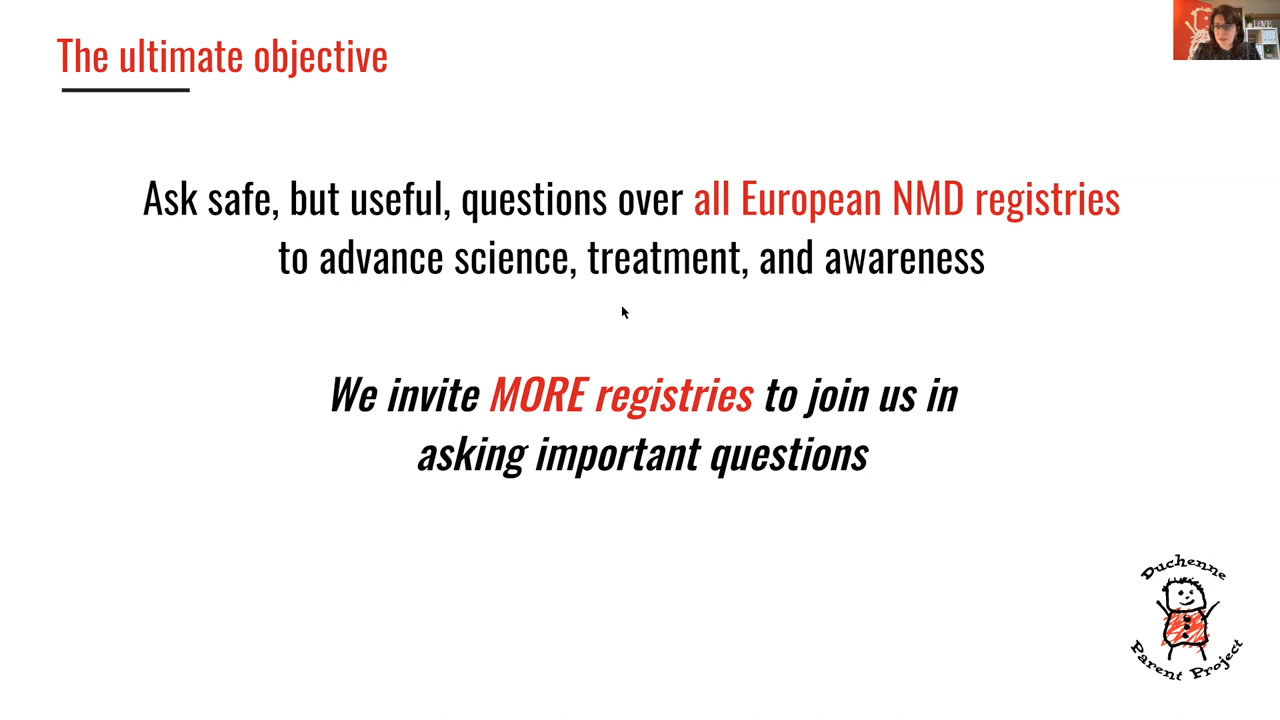 The ultimate objective
LOVE
Ask safe, but useful, questions over all European NMD registries
to advance science, treatment, and awareness
We invite MORE registries to join us in
asking important questions
Duchenne
Parent Project